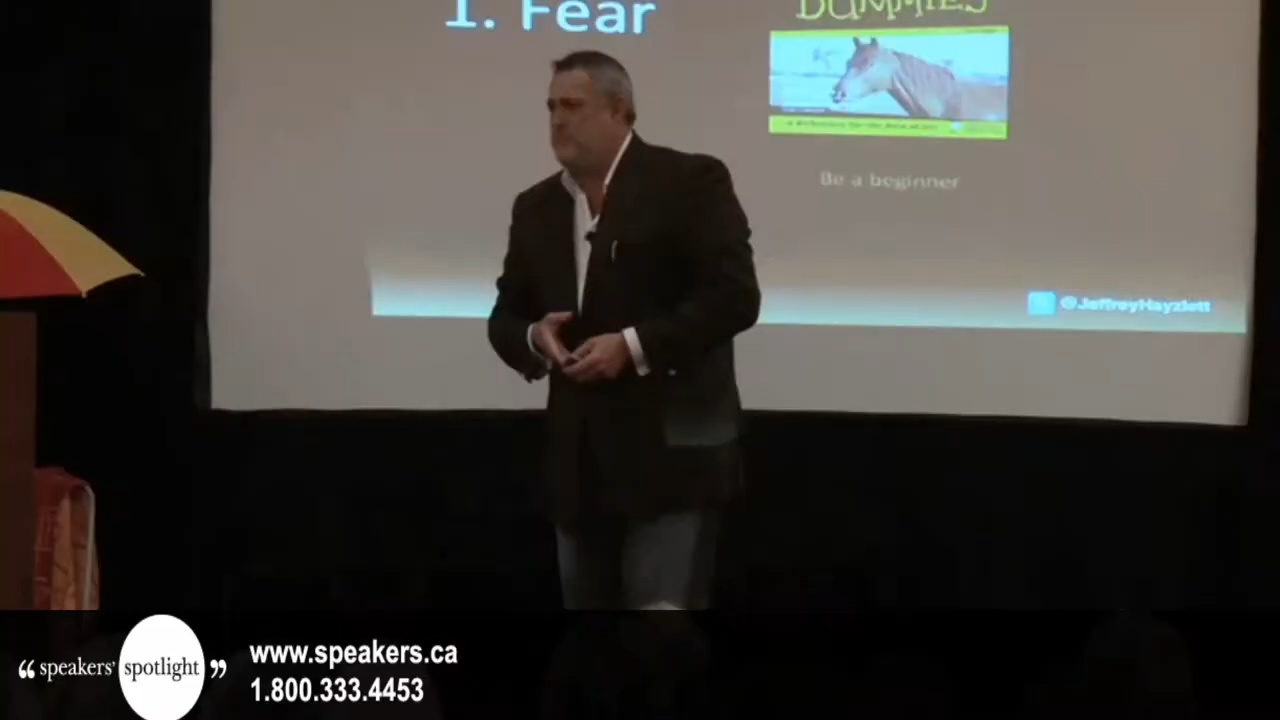 1. Fear
DUMMIES
Be a beginner
@JeffreyHayzlett
“ speakers’ spotlight ”
www.speakers.ca
1.800.333.4453